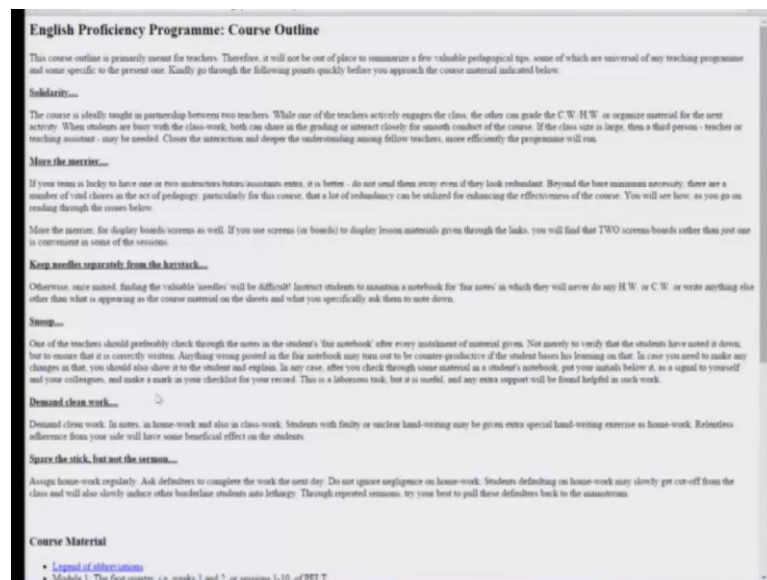 English Proficiency Programme: Course Outline
This course outline is primarily meant for teachers. Therefore, it will not be out of place to summarize a few valuable pedagogical tips, some of which are universal of any teaching programme
and some specific to the present one. Kindly go through the following points quickly before you approach the course material indicated below.
Solidarity....
The course is ideally taught in partnership between two teachers. While one of the teachers actively engages the class, the other can grade the C.W./H.W. or organize material for the next
activity. When students are busy with the class-work, both can share in the grading or interact closely for smooth conduct of the course. If the class size is large, then a third person - teacher or
teaching assistant - may be needed. Closer the interaction and deeper the understanding among fellow teachers, more efficiently the programme will run.
More the merrier....
If your team is lucky to have one or two instructors/tutors/assistants extra, it is better - do not send them away even if they look redundant. Beyond the bare minimum necessity, there are a
number of vital chores in the act of pedagogy, particularly for this course, that a lot of redundancy can be utilized for enhancing the effectiveness of the course. You will see how, as you go on
reading through the issues below.
More the merrier, for display boards/screens as well. If you use screens (or boards) to display lesson materials given through the links, you will find that TWO screens/boards rather than just one
is convenient in some of the sessions.
Keep needles separately from the haystack....
Otherwise, once mixed, finding the valuable 'needles' will be difficult! Instruct students to maintain a notebook for 'fair notes' in which they will never do any H.W. or C.W. or write anything else
other than what is appearing as the course material on the sheets and what you specifically ask them to note down.
Snoop....
One of the teachers should preferably check through the notes in the student's 'fair notebook' after every instalment of material given. Not merely to verify that the students have noted it down,
but to ensure that it is correctly written. Anything wrong posted in the fair notebook may turn out to be counter-productive if the student bases his learning on that. In case you need to make any
changes in that, you should also show it to the student and explain. In any case, after you check through some material in a student's notebook, put your initials below it, as a signal to yourself
and your colleagues, and make a mark in your checklist for your record. This is a laborious task, but it is useful, and any extra support will be found helpful in such work.
Demand clean work....
Demand clean work. In notes, in home-work and also in class-work. Students with faulty or unclear hand-writing may be given extra special hand-writing exercise as home-work. Relentless
adherence from your side will have some beneficial effect on the students.
Spare the stick, but not the sermon....
Assign home-work regularly. Ask defaulters to complete the work the next day. Do not ignore negligence on home-work. Students defaulting on home-work may slowly get cut-off from the
class and will also slowly induce other borderline students into lethargy. Through repeated sermons, try your best to pull these defaulters back to the mainstream.
Course Material
Legend of abbreviations
Module 1: The first quarter, i.e. weeks 1 and 2, or sessions 1-10, of PELT